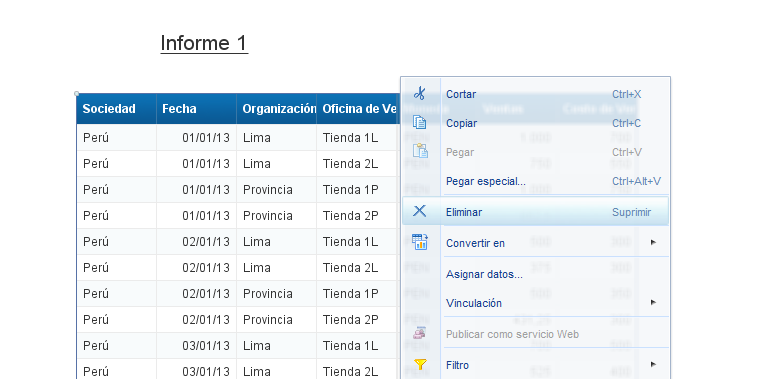 Informe 1
Sociedad Fecha Organización Oficina de Ve
Perú 01/01/13 Lima Tienda 1L
Perú 01/01/13 Lima Tienda 2L
Perú 01/01/13 Provincia Tienda 1P
Perú 01/01/13 Provincia Tienda 2P
Perú 02/01/13 Lima Tienda 1L
Perú 02/01/13 Lima Tienda 2L
Perú 02/01/13 Provincia Tienda 1P
Perú 02/01/13 Provincia Tienda 2P
Perú 03/01/13 Lima Tienda 1L
Perú 03/01/13 Lima Tienda 2L
Cortar Ctrl+X
Copiar Ctrl+C
Pegar Ctrl+V
Pegar especial... Ctrl+Alt+V
Eliminar Suprimir
Convertir en
Asignar datos...
Vinculación
Publicar como servicio Web
Filtro